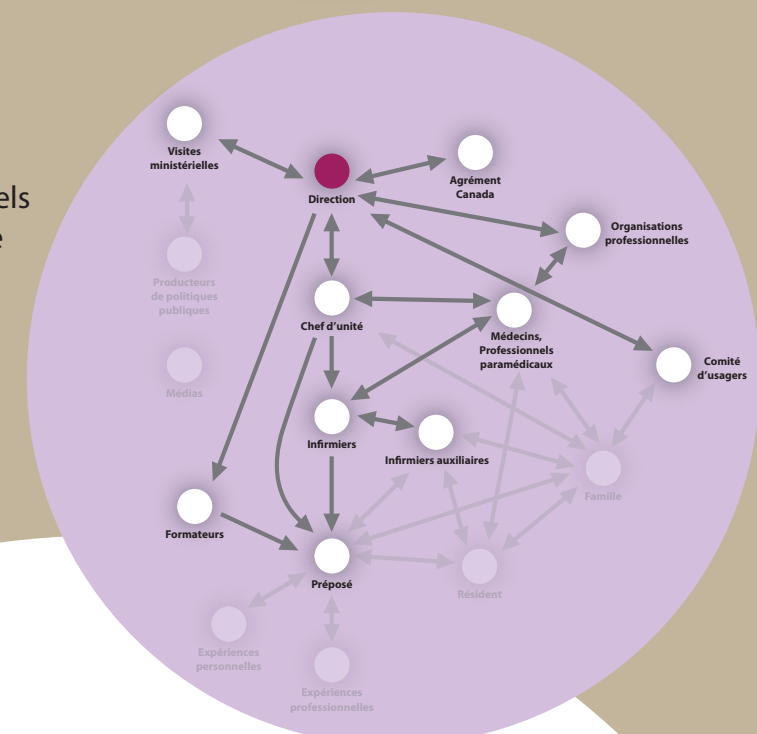 els
e
Visites
ministérielles
Direction
Agrément
Canada
Organisations
professionnelles
Producteurs
de politiques
publiques
Chef d'unité
Médecins,
Professionnels
paramédicaux
Comité
d'usagers
Médias
Infirmiers
Infirmiers auxiliaires
Famille
Formateurs
Préposé
Résident
Expériences
personnelles
Expériences
professionnelles